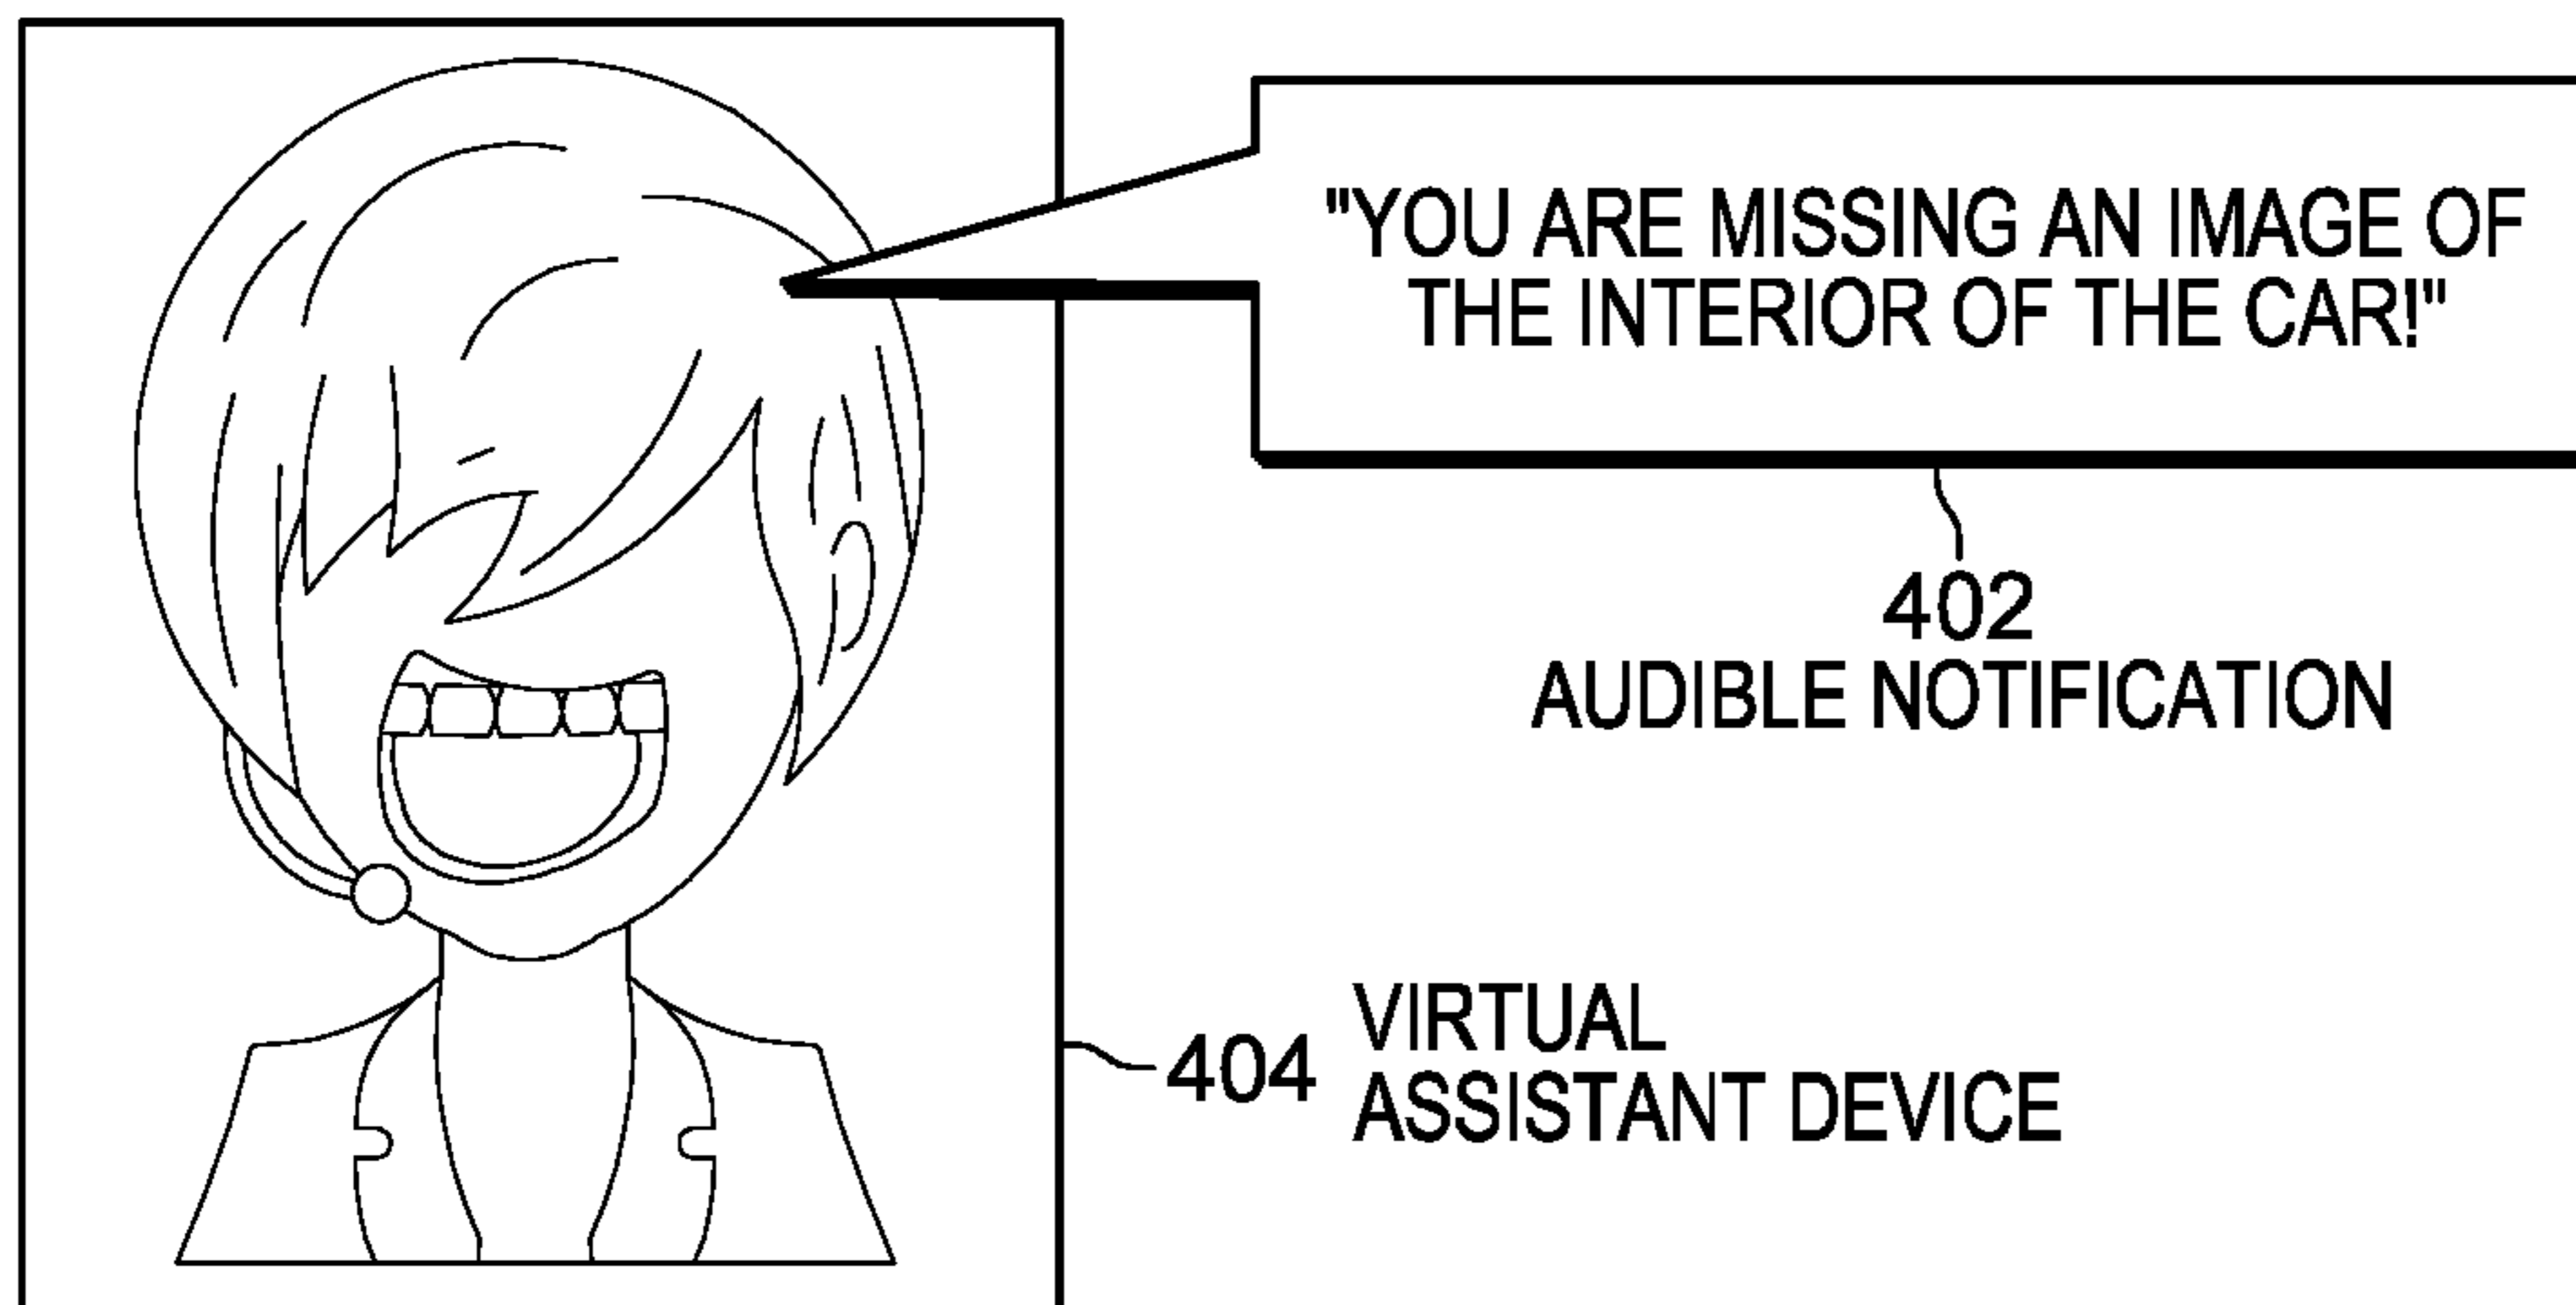 "YOU ARE MISSING AN IMAGE OF
THE INTERIOR OF THE CAR!"
402
AUDIBLE NOTIFICATION
404
VIRTUAL
ASSISTANT DEVICE